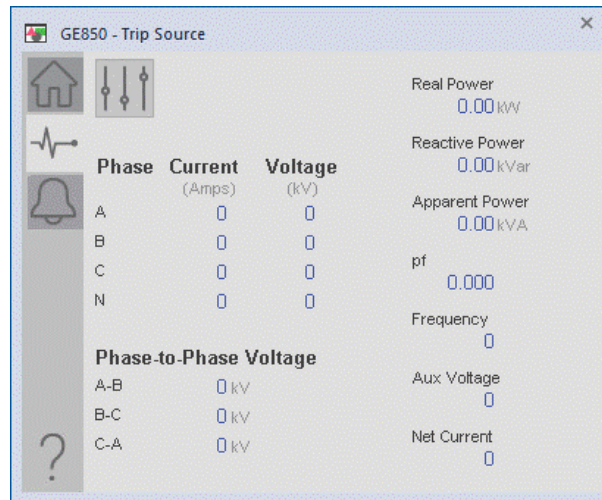 GE850 - Trip Source
Phase Current Voltage
(Amps) (kV)
A 0 0
B 0 0
C 0 0
N 0 0
Phase-to-Phase Voltage
A-B 0 kV
B-C 0 kV
C-A 0 kV
?
Real Power
0.00 kW
Reactive Power
0.00 kVar
Apparent Power
0.00 kVA
pf
0.000
Frequency
0
Aux Voltage
0
Net Current
0